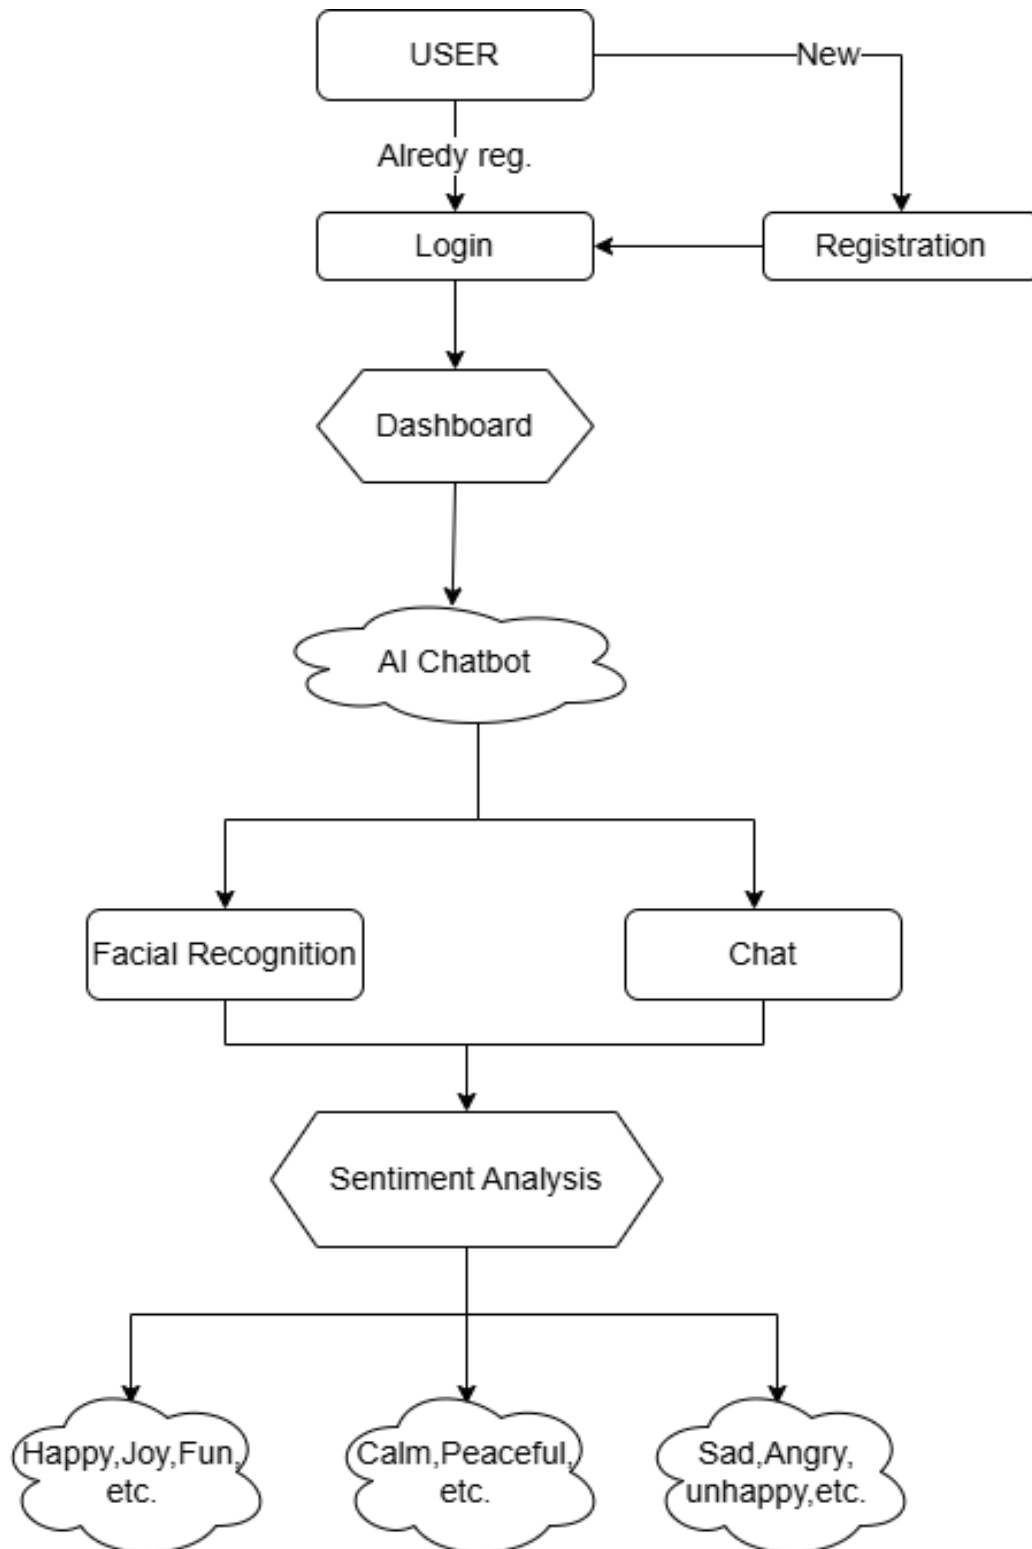 USER
New
Alredy reg.
Login
Registration
Dashboard
AI Chatbot
Facial Recognition
Chat
Sentiment Analysis
Happy,Joy,Fun,
etc.
Calm,Peaceful,
etc.
Sad,Angry,
unhappy,etc.